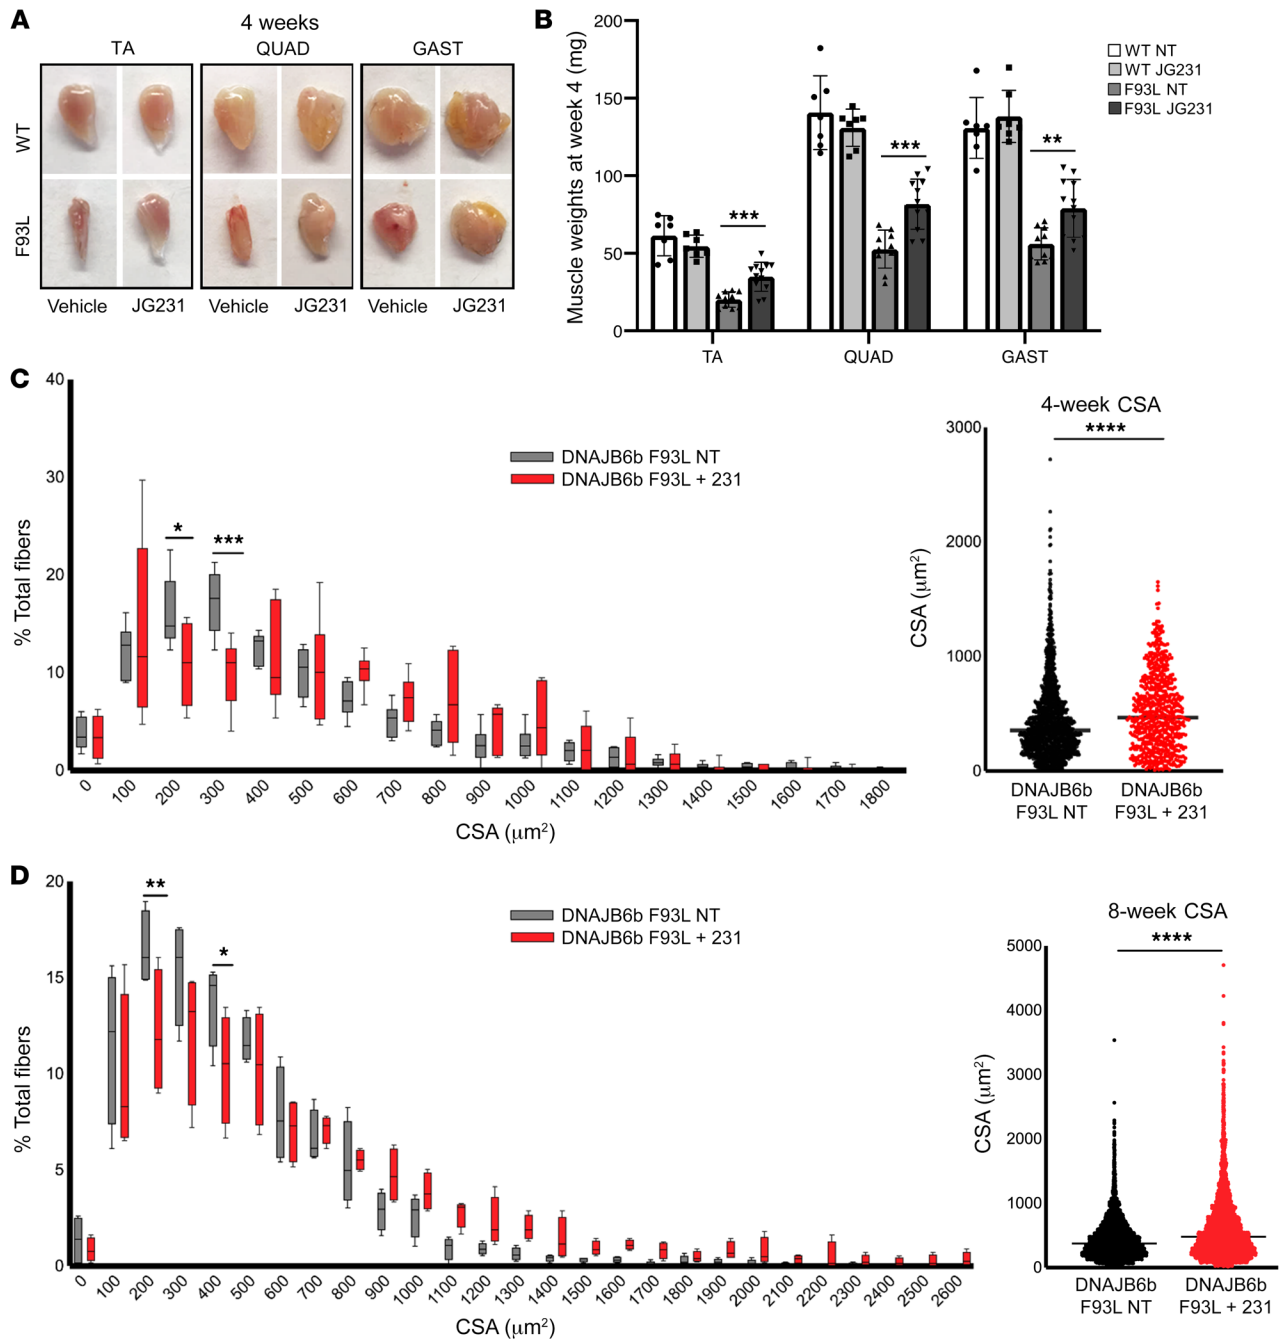 A
4 weeks
TA
QUAD
GAST
WT
F93L
Vehicle
JG231
Vehicle
JG231
Vehicle
JG231
B
Muscle weights at week 4 (mg)
200
150
100
50
0
***
***
**
TA
QUAD
GAST
WT NT
WT JG231
F93L NT
F93L JG231
C
% Total fibers
40
30
20
10
0
*
***
DNAJB6b F93L NT
DNAJB6b F93L + 231
0
100
200
300
400
500
600
700
800
900
1000
1100
1200
1300
1400
1500
1600
1700
1800
CSA (μm²)
4-week CSA
****
CSA (μm²)
3000
2000
1000
0
DNAJB6b
F93L NT
DNAJB6b
F93L + 231
D
% Total fibers
20
15
10
5
0
**
*
DNAJB6b F93L NT
DNAJB6b F93L + 231
0
100
200
300
400
500
600
700
800
900
1000
1100
1200
1300
1400
1500
1600
1700
1800
1900
2000
2100
2200
2300
2400
2500
2600
CSA (μm²)
8-week CSA
****
CSA (μm²)
5000
4000
3000
2000
1000
0
DNAJB6b
F93L NT
DNAJB6b
F93L + 231